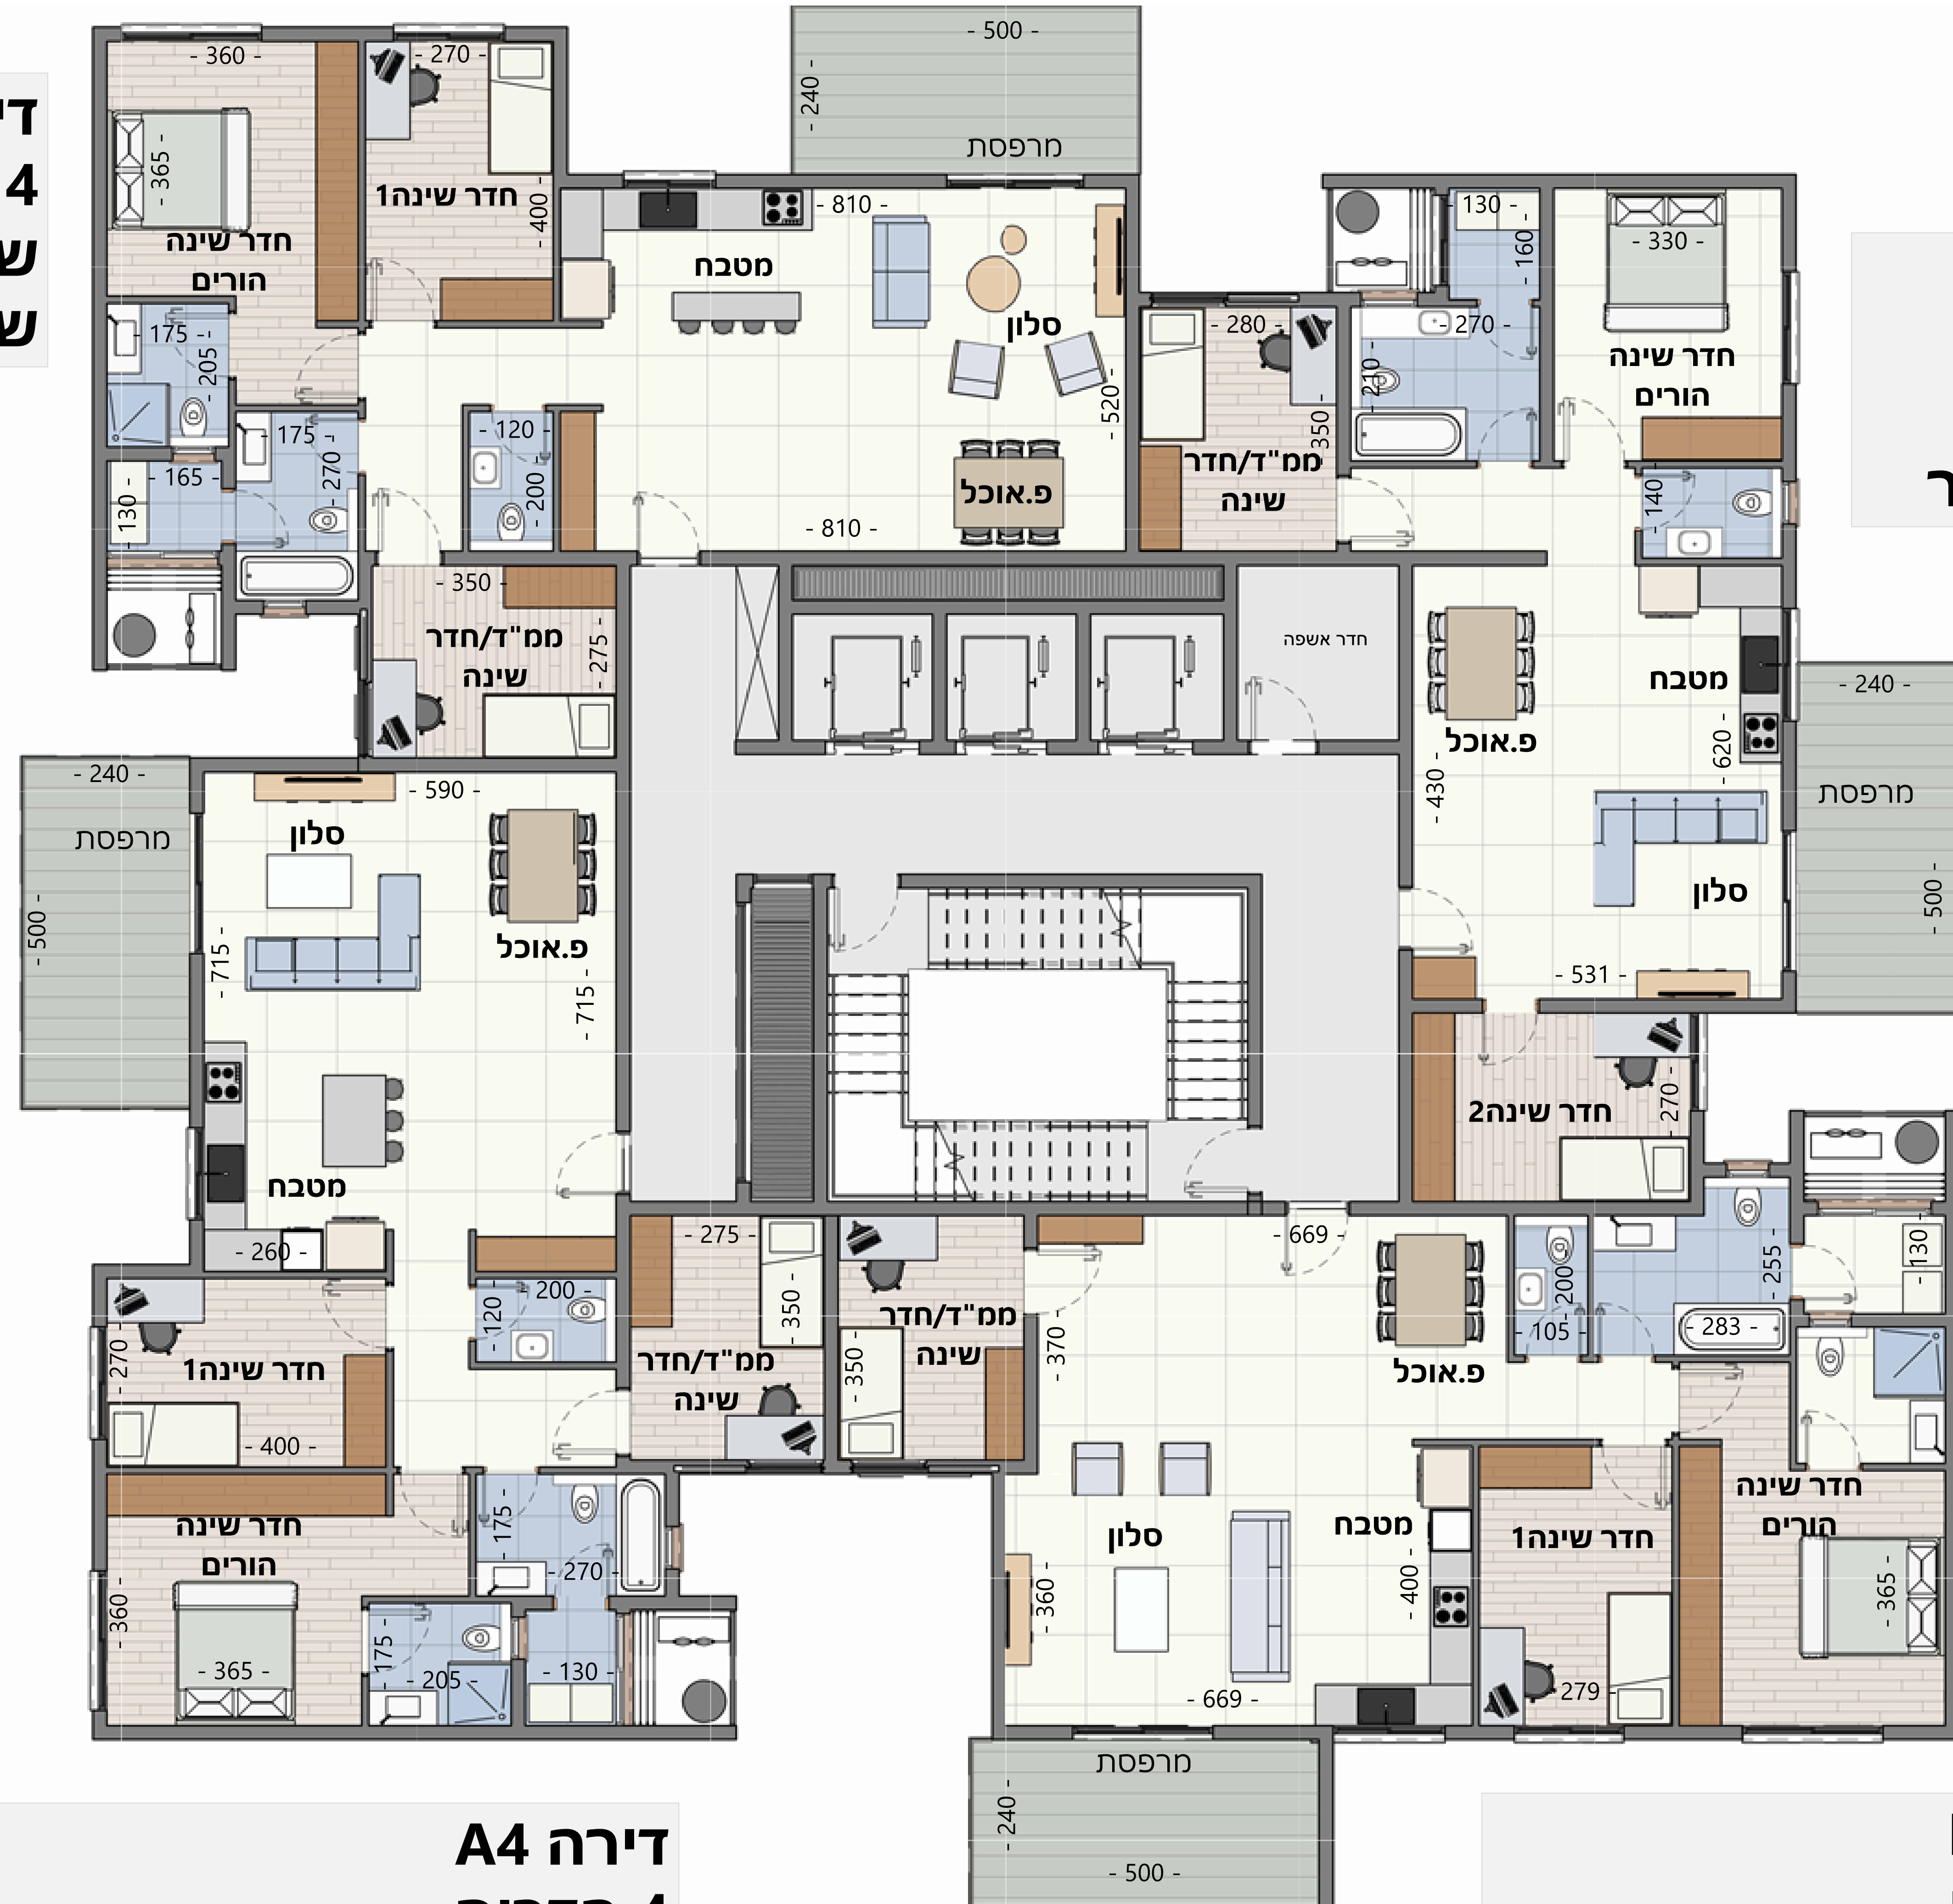 - 500 -
- 240 -
מרפסת
- 360 -
- 365 -
חדר שינה
הורים
- 270 -
חדר שינה1
- 400 -
- 810 -
מטבח
סלון
- 520 -
פ.אוכל
- 810 -
- 175 -
- 205 -
- 175 -
- 270 -
- 165 -
- 130 -
- 120 -
- 200 -
- 350 -
ממ"ד/חדר
שינה
- 275 -
- 280 -
- 350 -
ממ"ד/חדר
שינה
- 130 -
- 160 -
- 270 -
- 210 -
- 330 -
חדר שינה
הורים
- 140 -
חדר אשפה
מטבח
פ.אוכל
- 620 -
- 430 -
סלון
- 531 -
- 240 -
מרפסת
- 500 -
חדר שינה2
- 270 -
- 240 -
מרפסת
- 500 -
- 590 -
סלון
פ.אוכל
- 715 -
- 715 -
מטבח
- 260 -
- 270 -
חדר שינה1
- 400 -
- 200 -
- 120 -
- 275 -
- 350 -
ממ"ד/חדר
שינה
חדר שינה
הורים
- 360 -
- 365 -
- 175 -
- 270 -
- 175 -
- 205 -
- 130 -
ממ"ד/חדר
שינה
- 350 -
- 669 -
- 370 -
פ.אוכל
- 200 -
- 105 -
- 255 -
- 283 -
- 130 -
סלון
מטבח
- 360 -
- 400 -
- 669 -
חדר שינה1
279 -
חדר שינה
הורים
- 365 -
מרפסת
- 240 -
- 500 -
דירה A4